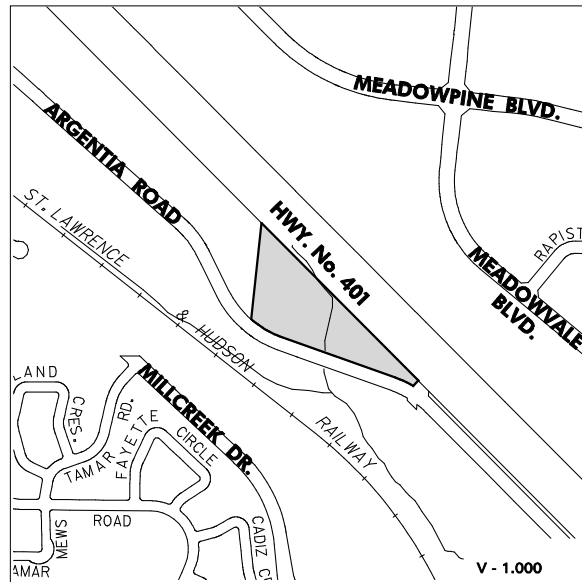 MEADOWPINE BLVD.
ARGENTIA ROAD
ST. LAWRENCE
& HUDSON
RAILWAY
HWY. No. 401
RAPIST
MEADOWVALE
BLVD.
LAND
CRES.
TAMAR RD.
FAYETTE
CIRCLE
MILLCREEK DR.
ROAD
MEWS
AMAR
CADIZ C
V - 1.000